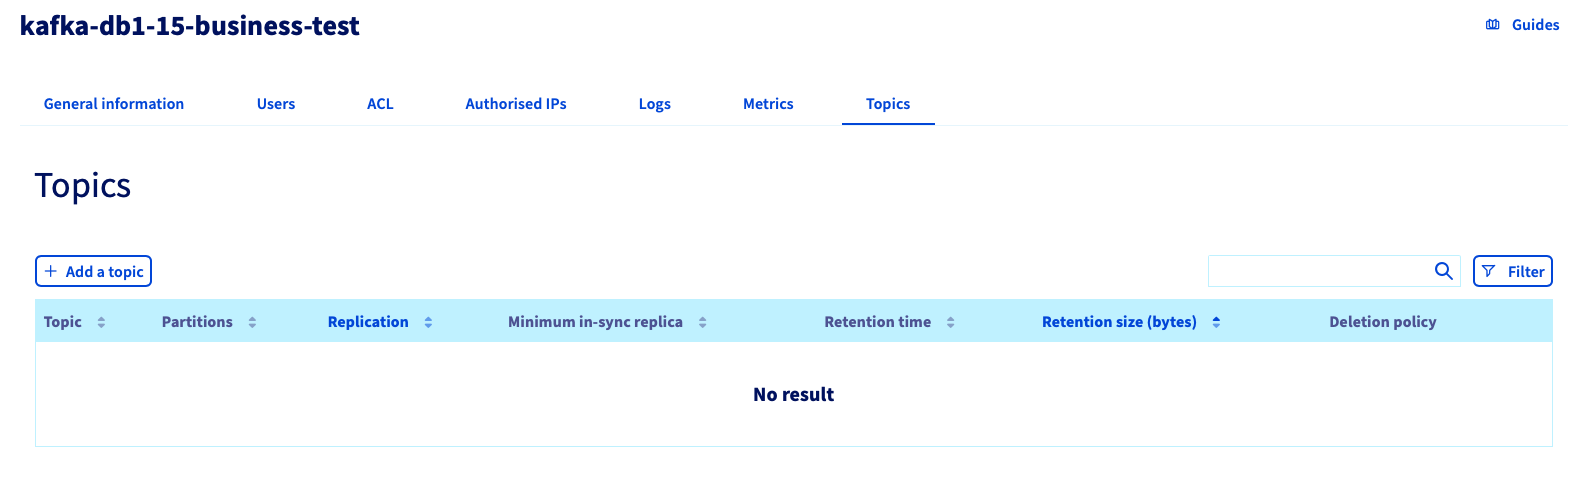 kafka-db1-15-business-test
Guides
General information Users ACL Authorised IPs Logs Metrics Topics
Topics
Add a topic Filter
Topic Partitions Replication Minimum in-sync replica Retention time Retention size (bytes) Deletion policy
No result